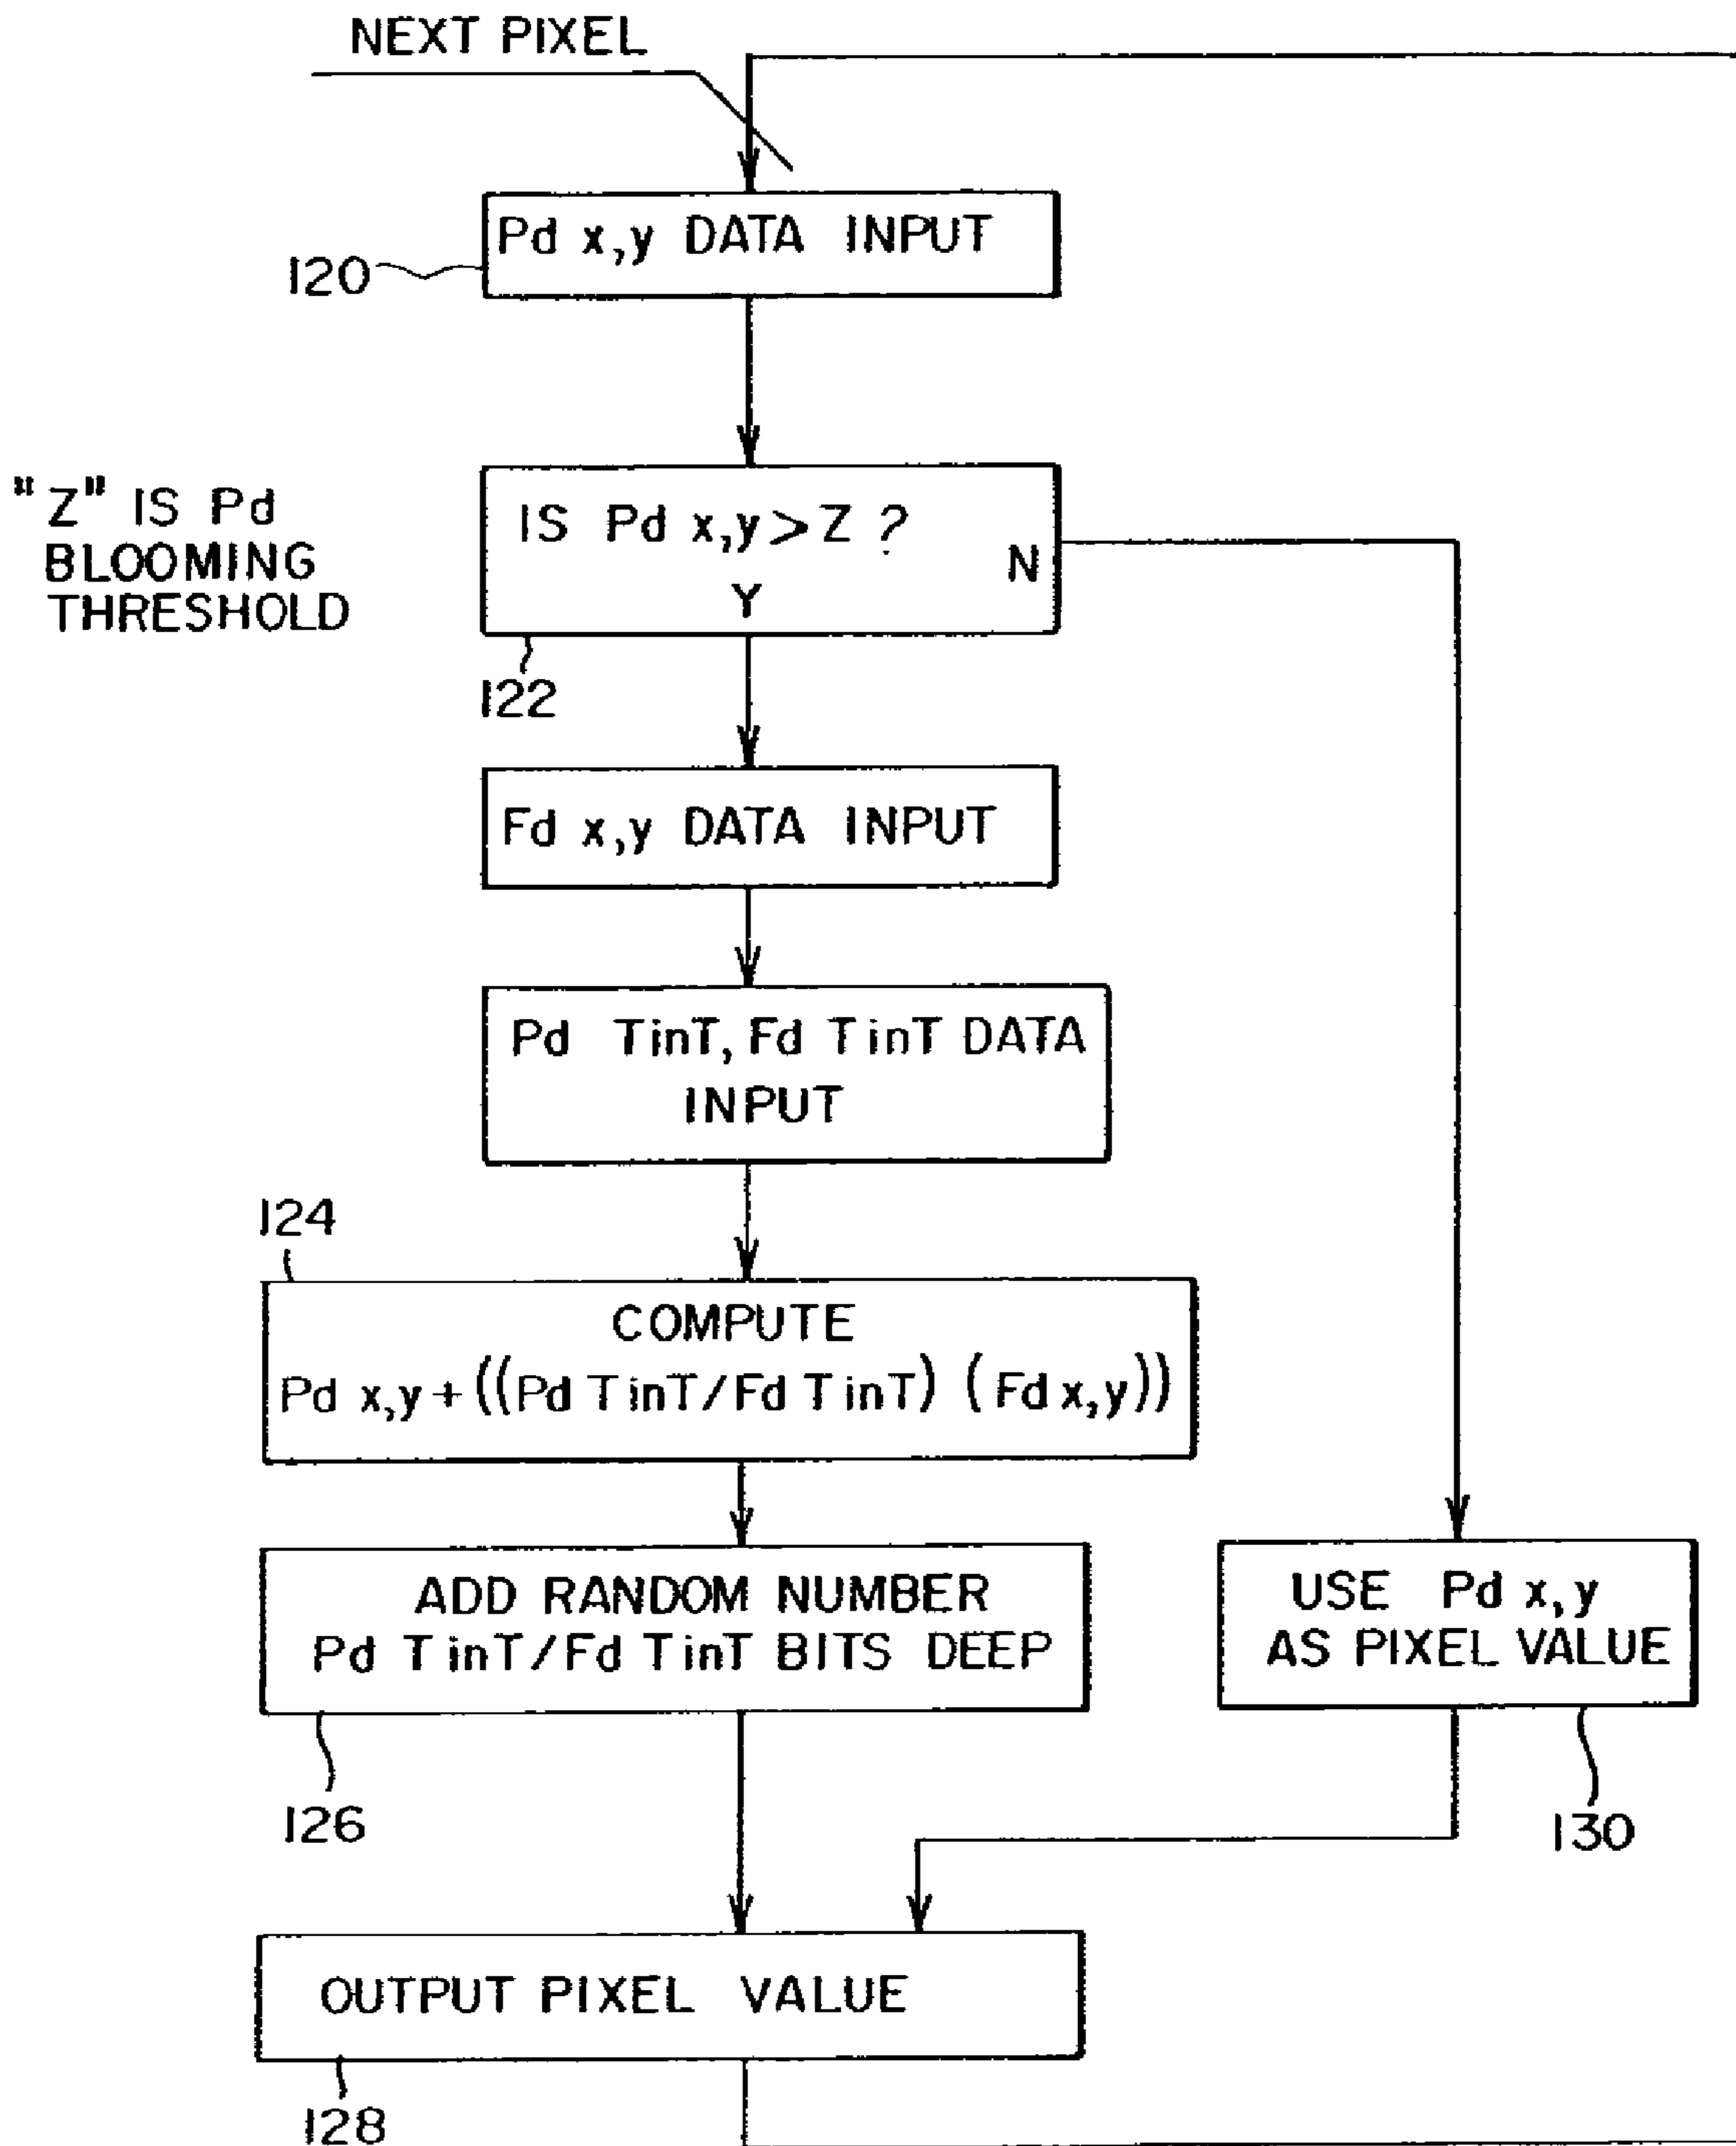 NEXT PIXEL
Pd x,y DATA INPUT
120
"Z" IS Pd
BLOOMING
THRESHOLD
IS Pd x,y > Z ?
N
Y
122
Fd x,y DATA INPUT
Pd TinT, Fd TinT DATA
INPUT
124
COMPUTE
Pd x,y + ((Pd TinT/Fd TinT) (Fd x,y))
ADD RANDOM NUMBER
Pd TinT/Fd TinT BITS DEEP
USE Pd x,y
AS PIXEL VALUE
126
130
OUTPUT PIXEL VALUE
128